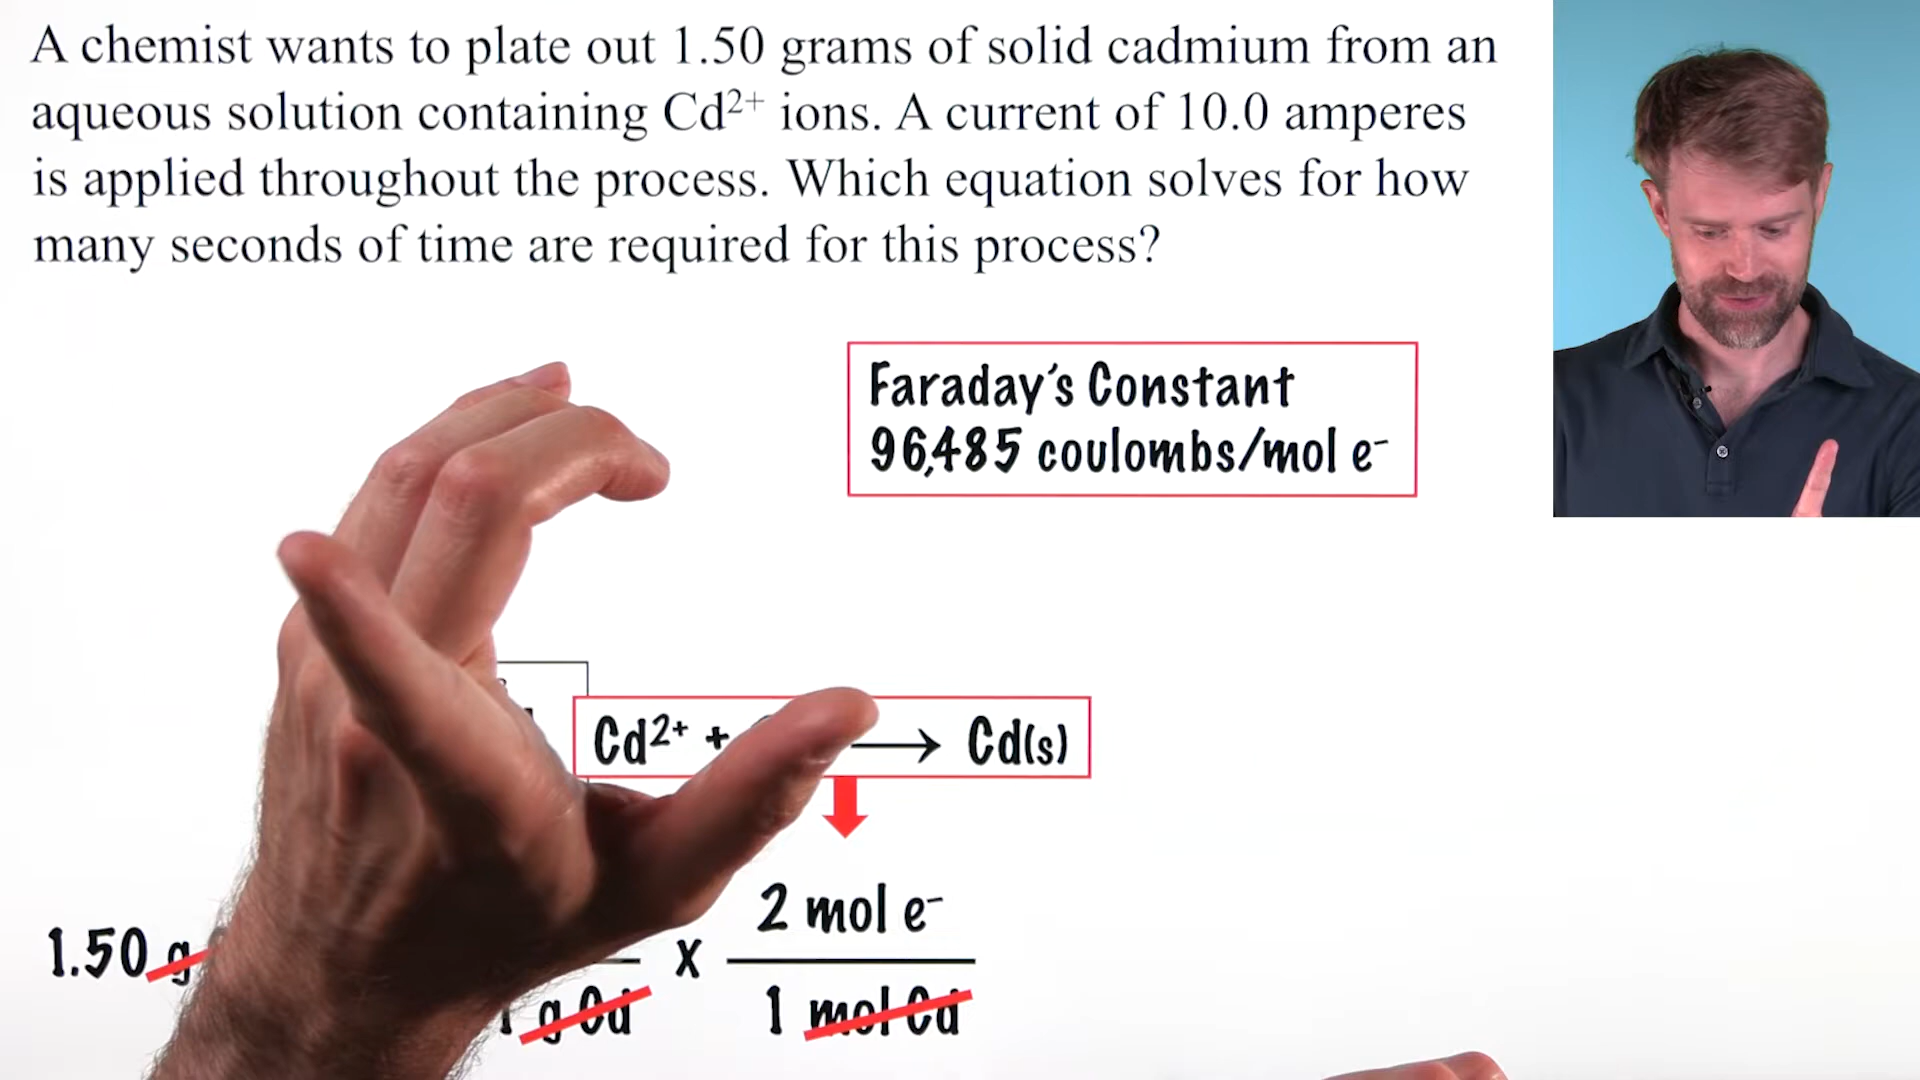 A chemist wants to plate out 1.50 grams of solid cadmium from an
aqueous solution containing Cd²⁺ ions. A current of 10.0 amperes
is applied throughout the process. Which equation solves for how
many seconds of time are required for this process?
Faraday's Constant
96,485 coulombs/mol e⁻
Cd²⁺ + → Cd(s)
2 mol e⁻
1.50 g x
g Cd 1 mol Cd